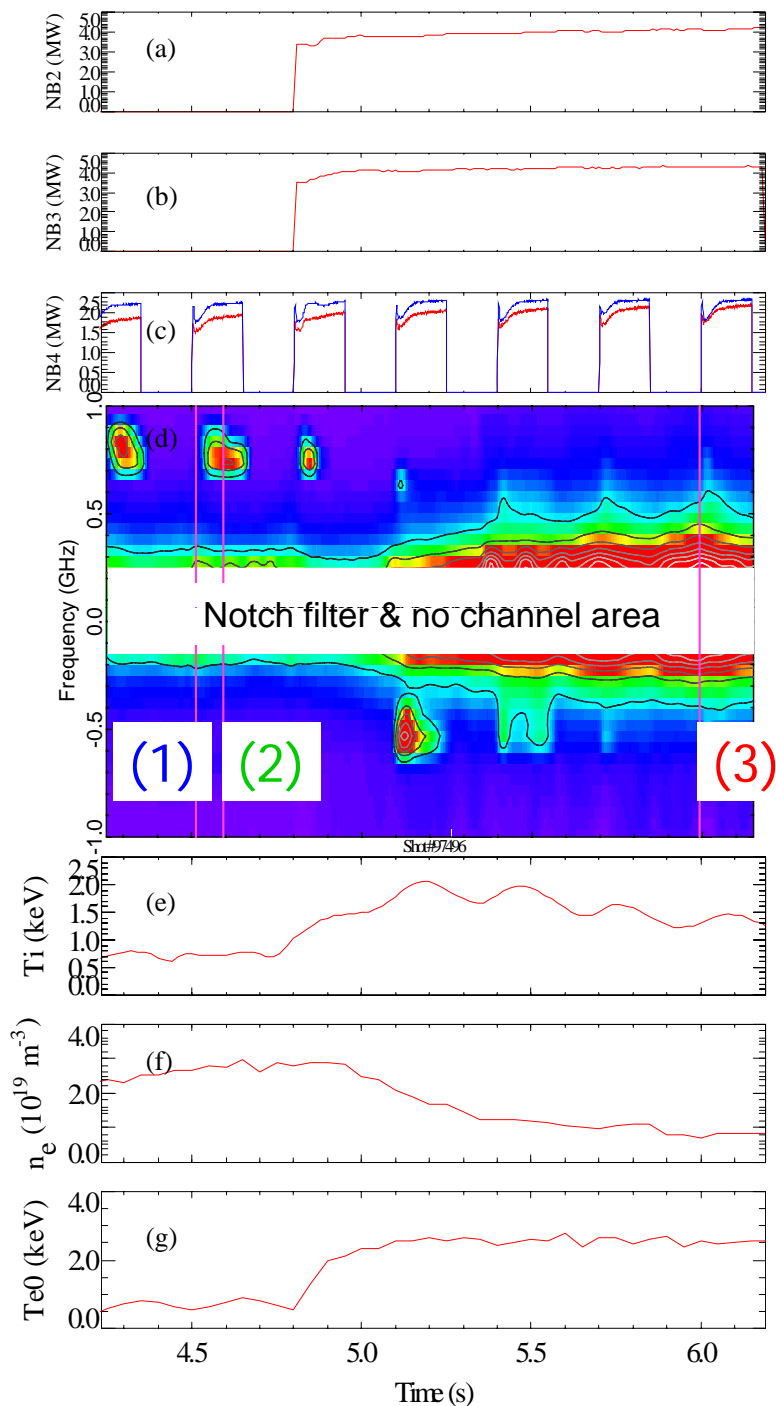 NB2 (MW)
5.0
4.0
3.0
2.0
1.0
0.0
(a)
NB3 (MW)
5.0
4.0
3.0
2.0
1.0
0.0
(b)
NB4 (MW)
2.5
2.0
1.5
1.0
0.5
0.0
(c)
Frequency (GHz)
1.0
0.5
0.0
-0.5
-1.0
(d)
Notch filter & no channel area
(1)
(2)
(3)
Shot#97496
Ti (keV)
2.5
2.0
1.5
1.0
0.5
0.0
(e)
n_e (10^19 m^-3)
4.0
2.0
0.0
(f)
Te0 (keV)
4.0
2.0
0.0
(g)
4.5 5.0 5.5 6.0
Time (s)